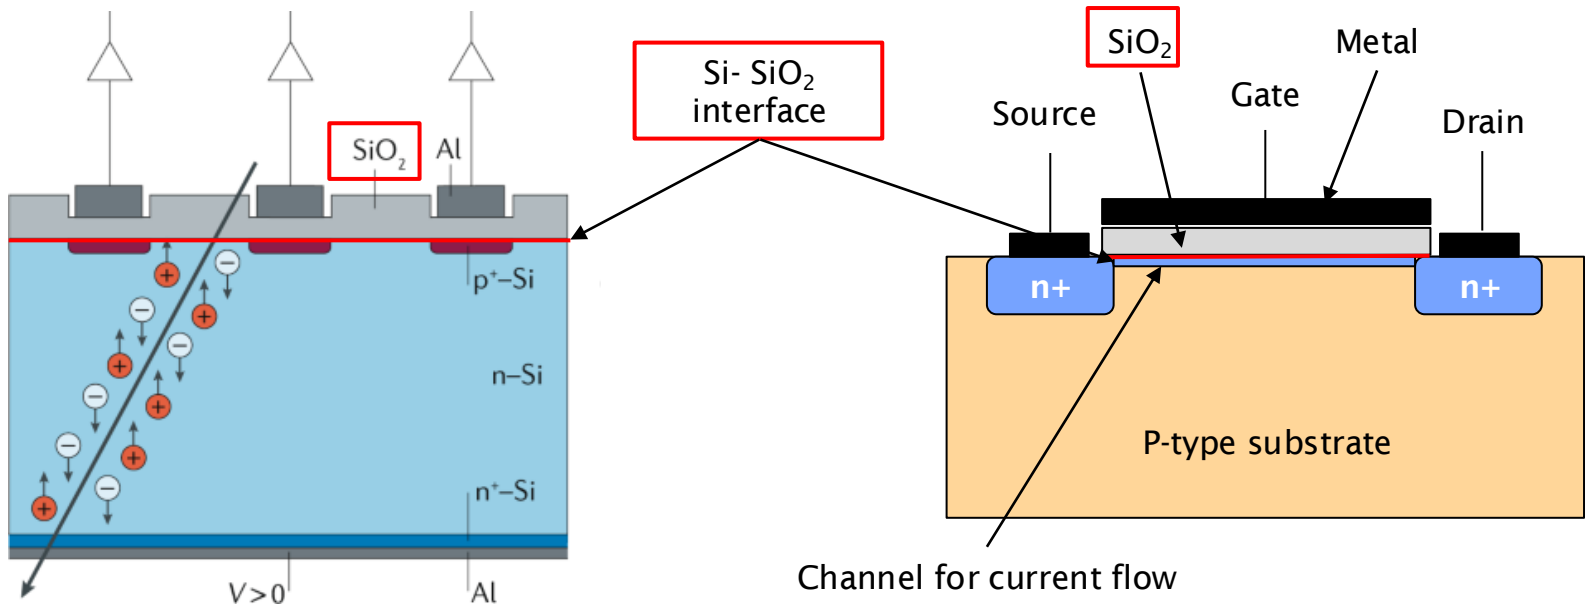 SiO₂
Al
p⁺–Si
n–Si
n⁺–Si
V > 0
Al
+
+
+
+
+
+
–
–
–
–
–
–
Si- SiO₂
interface
SiO₂
Metal
Gate
Source
Drain
n+
n+
P-type substrate
Channel for current flow